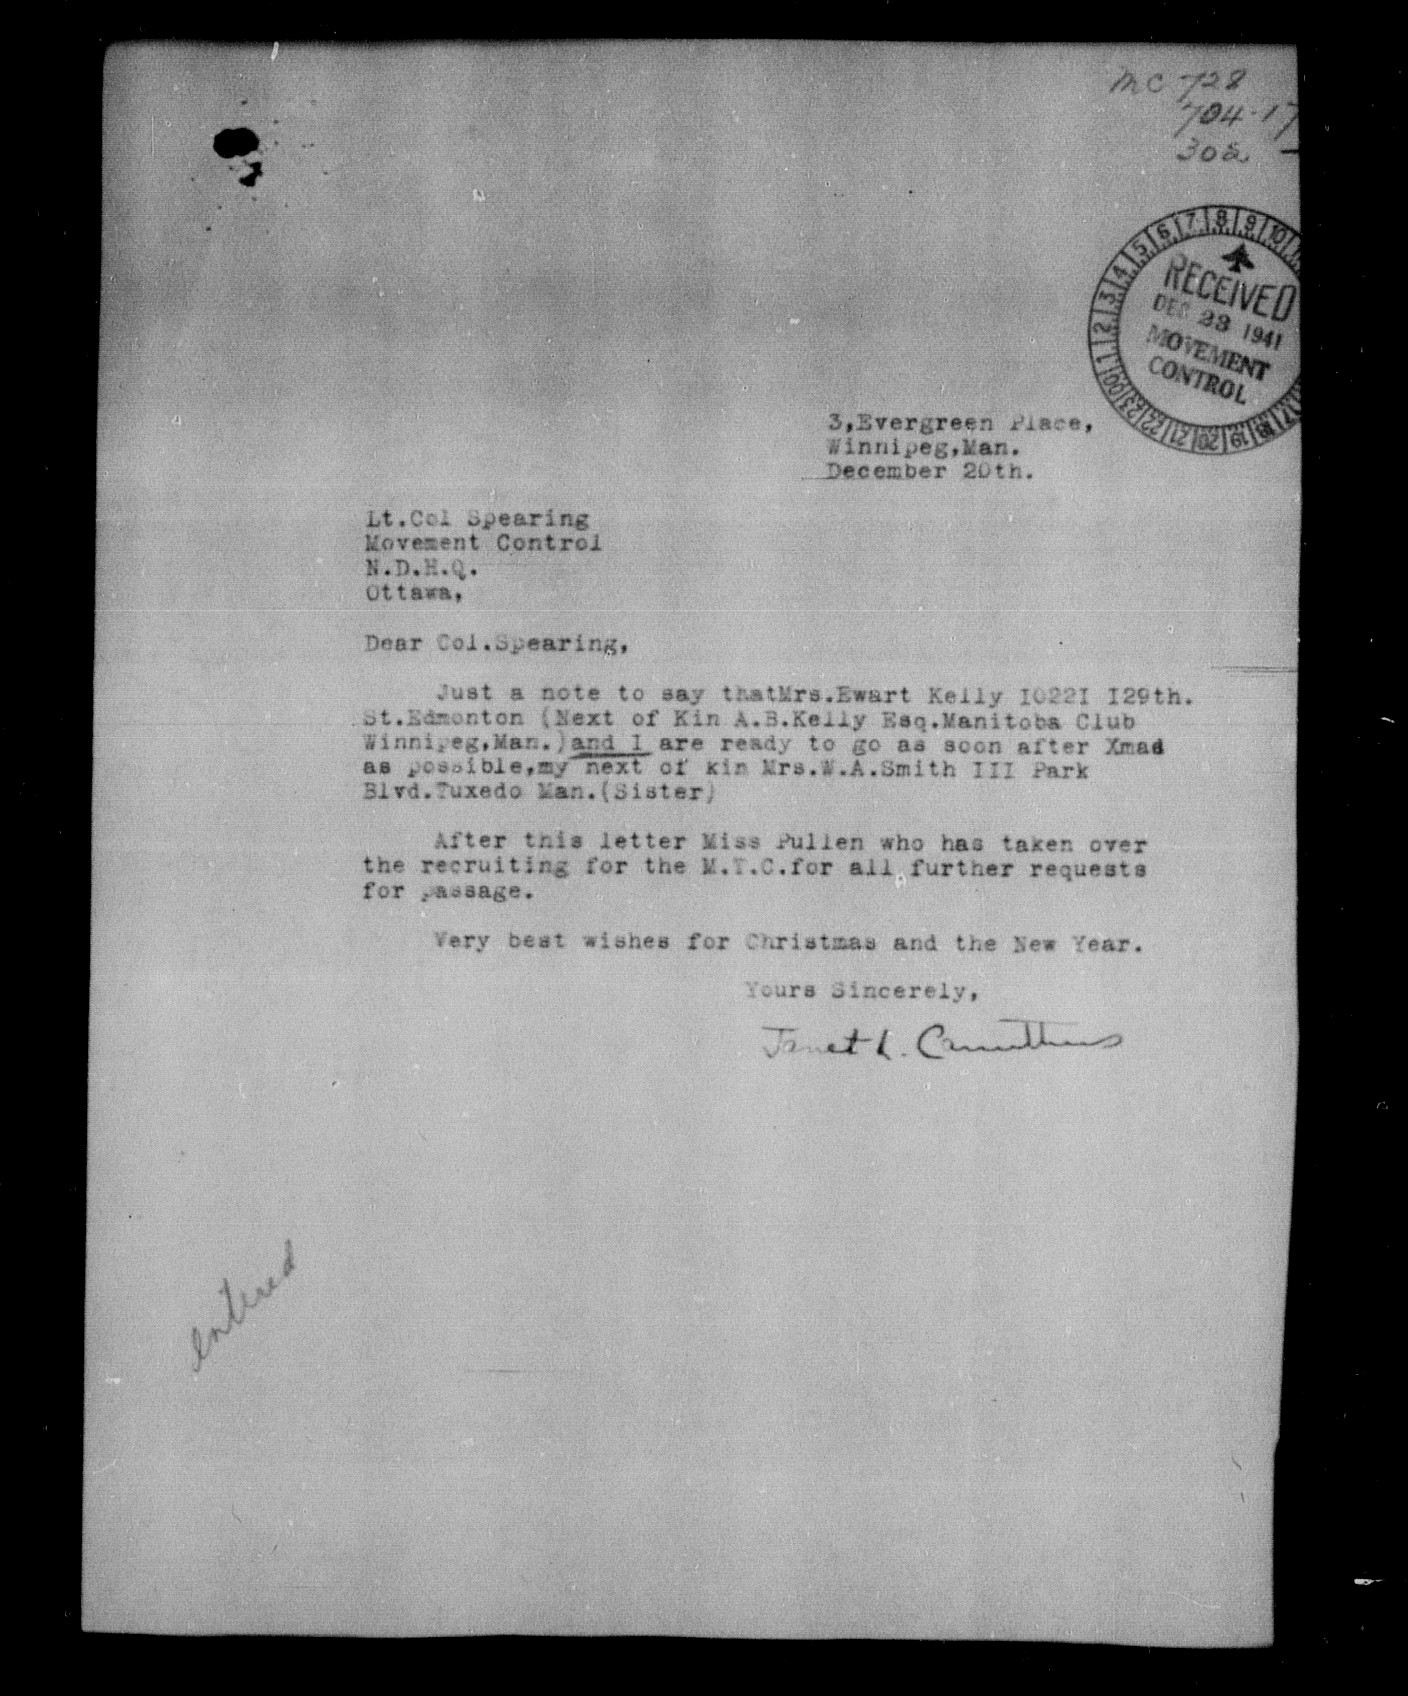 MC 728
704-17
302
RECEIVED
DEC 23 1941
MOVEMENT
CONTROL
3,Evergreen Place,
Winnipeg,Man.
December 20th.
Lt.Col Spearing
Movement Control
N.D.H.Q.
Ottawa,
Dear Col.Spearing,
Just a note to say thatMrs.Ewart Kelly I022I I29th.
St.Edmonton (Next of Kin A.B.Kelly Esq.Manitoba Club
Winnipeg,Man.)and I are ready to go as soon after Xmas
as possible,my next of kin Mrs.W.A.Smith III Park
Blvd.Tuxedo Man.(Sister)
After this letter Miss Pullen who has taken over
the recruiting for the M.T.C.for all further requests
for passage.
Very best wishes for Christmas and the New Year.
Yours Sincerely,
Janet L. Carruthers
entered